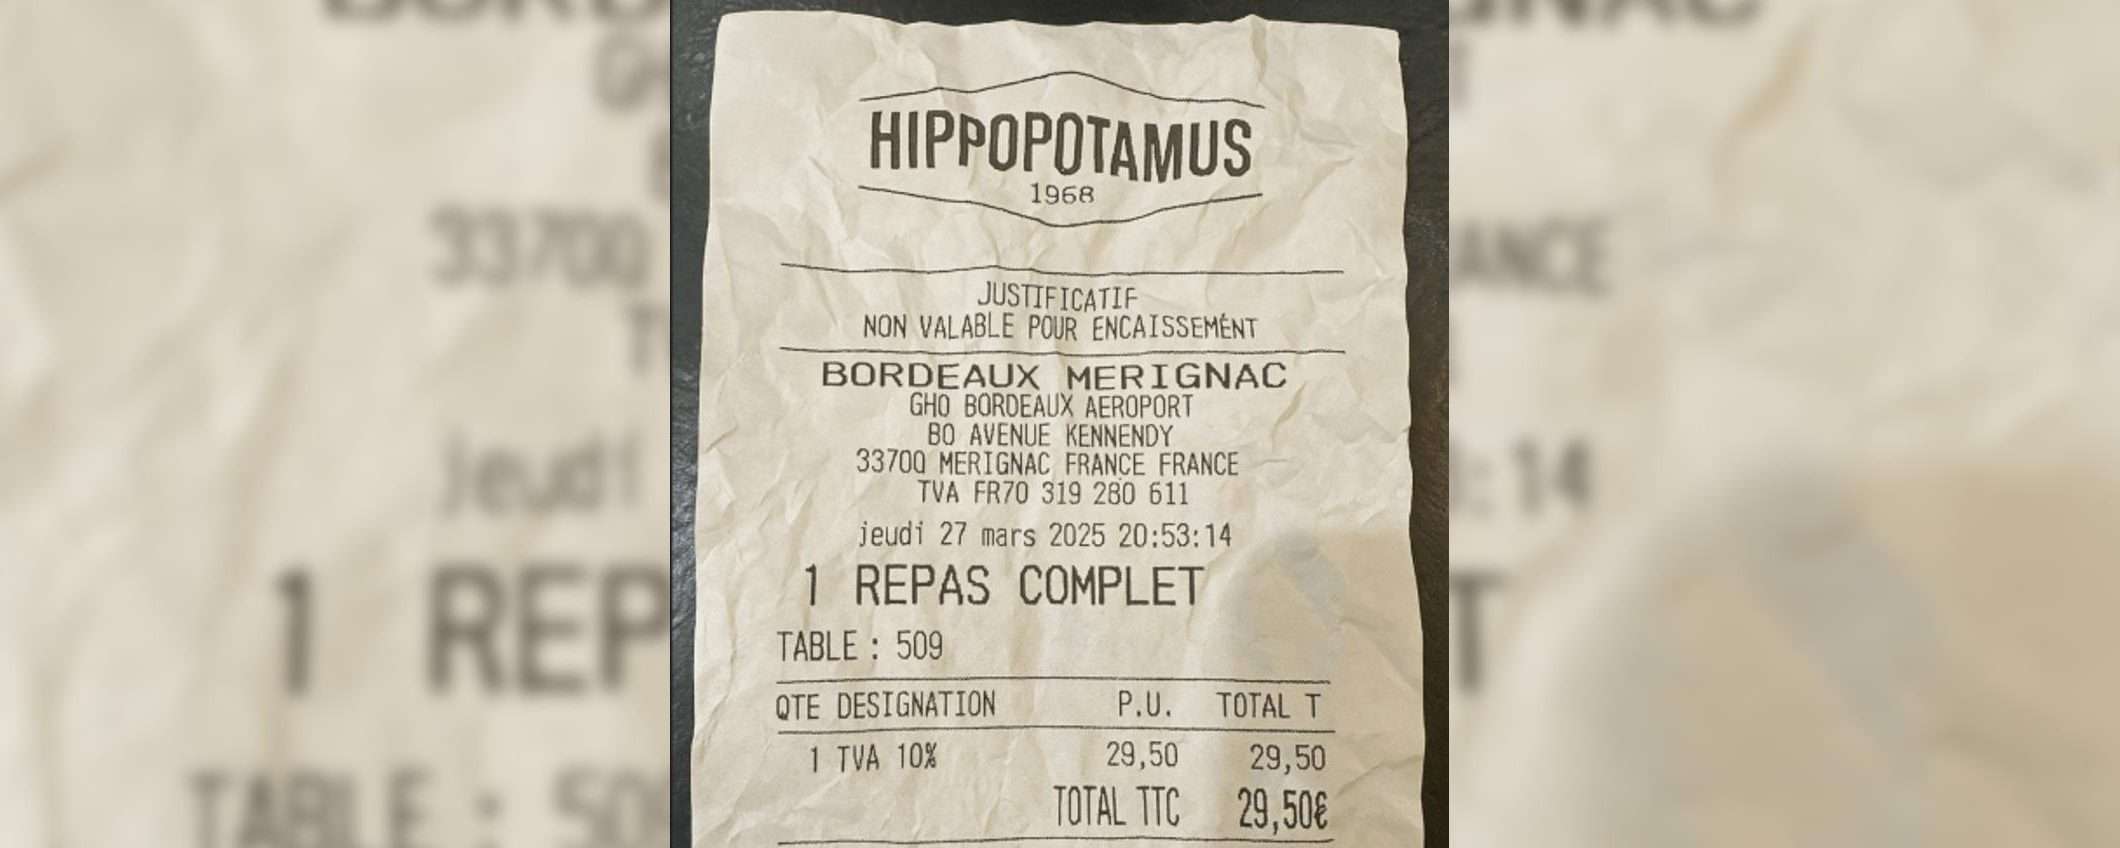 HIPPOPOTAMUS
1968
JUSTIFICATIF
NON VALABLE POUR ENCAISSEMÉNT
BORDEAUX MERIGNAC
GHO BORDEAUX AEROPORT
BO AVENUE KENNENDY
33700 MERIGNAC FRANCE FRANCE
TVA FR70 319 280 611
jeudi 27 mars 2025 20:53:14
1 REPAS COMPLET
TABLE : 509
QTE DESIGNATION P.U. TOTAL T
1 TVA 10% 29,50 29,50
TOTAL TTC 29,50€